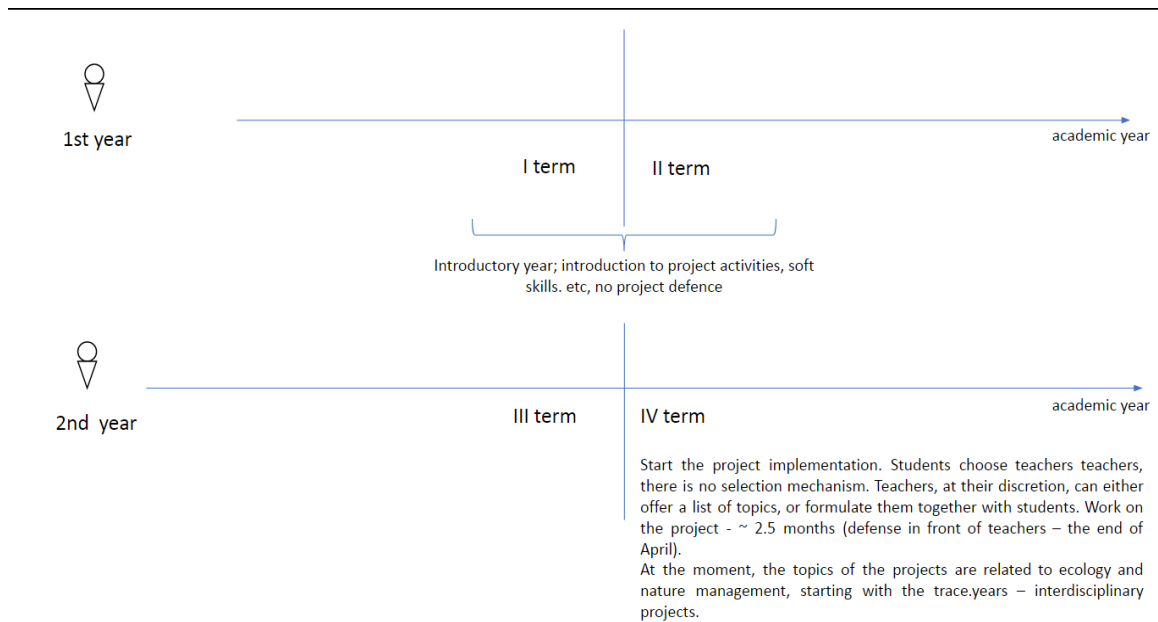 1st year
academic year
I term
II term
Introductory year; introduction to project activities, soft
skills. etc, no project defence
2nd  year
academic year
III term
IV term
Start the project implementation. Students choose teachers teachers,
there is no selection mechanism. Teachers, at their discretion, can either
offer a list of topics, or formulate them together with students. Work on
the project - ~ 2.5 months (defense in front of teachers – the end of
April).
At the moment, the topics of the projects are related to ecology and
nature management, starting with the trace.years – interdisciplinary
projects.